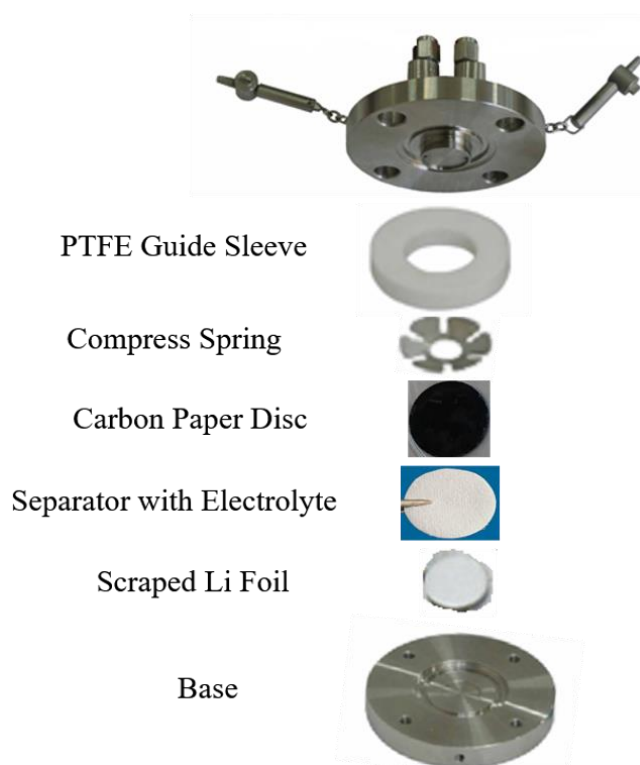 PTFE Guide Sleeve
Compress Spring
Carbon Paper Disc
Separator with Electrolyte
Scraped Li Foil
Base